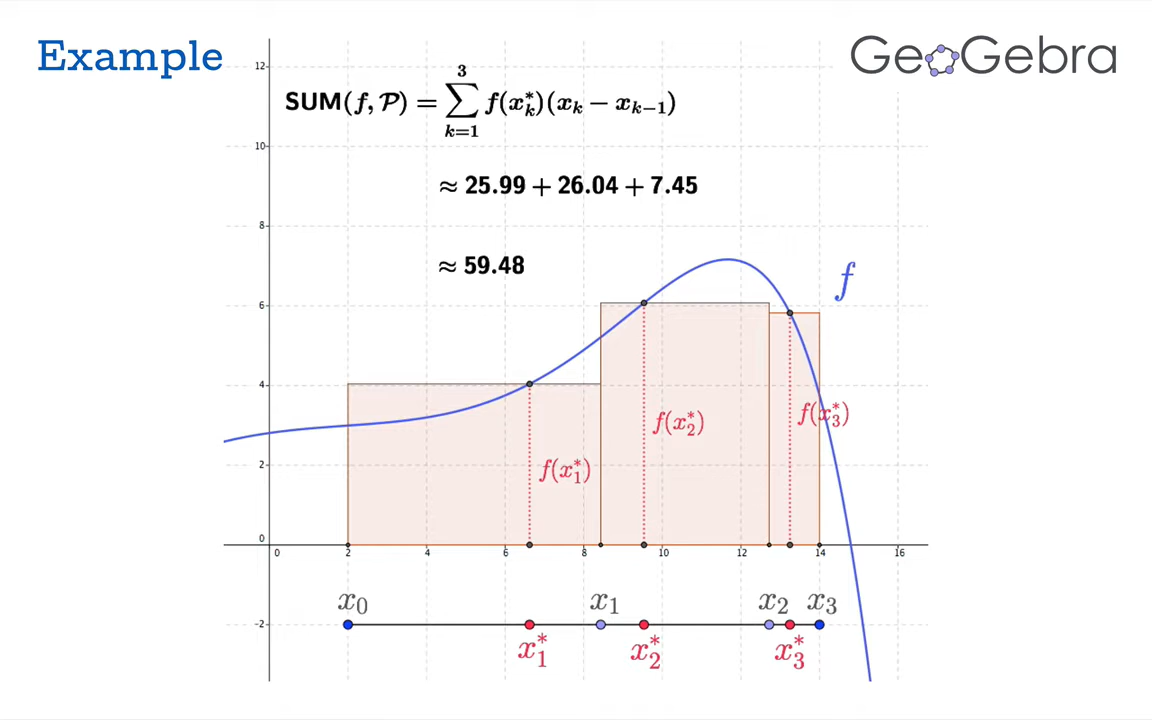 Example
GeoGebra
12
SUM(f, 𝒫) = ∑_{k=1}^{3} f(x_k^*)(x_k − x_{k−1})
10
≈ 25.99 + 26.04 + 7.45
8
≈ 59.48
f
6
4
f(x_2^*)
f(x_3^*)
2
f(x_1^*)
0
0 2 4 6 8 10 12 14 16
x_0 x_1 x_2 x_3
-2
x_1^* x_2^* x_3^*